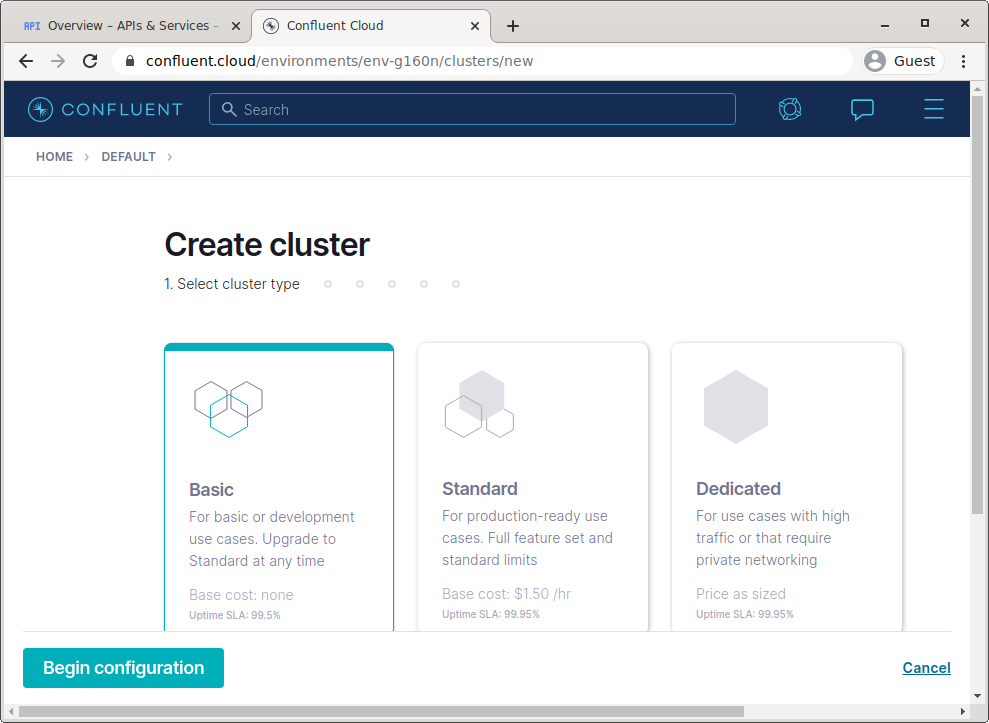 API Overview – APIs & Services –
Confluent Cloud
confluent.cloud/environments/env-g160n/clusters/new
Guest
CONFLUENT
Search
HOME > DEFAULT >
Create cluster
1. Select cluster type
Basic
For basic or development
use cases. Upgrade to
Standard at any time
Base cost: none
Uptime SLA: 99.5%
Standard
For production-ready use
cases. Full feature set and
standard limits
Base cost: $1.50 /hr
Uptime SLA: 99.95%
Dedicated
For use cases with high
traffic or that require
private networking
Price as sized
Uptime SLA: 99.95%
Begin configuration
Cancel